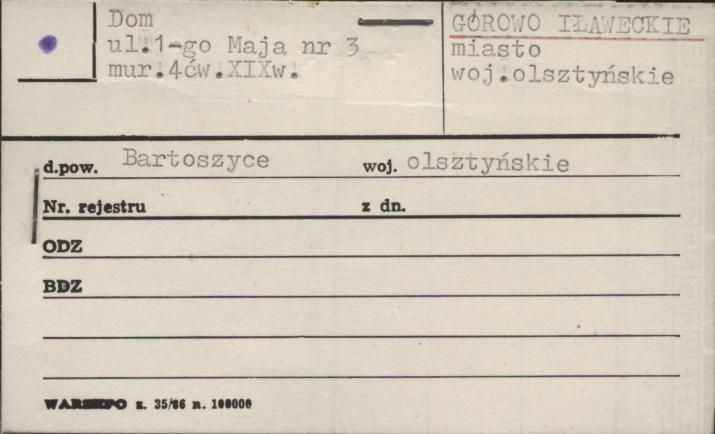 Dom
ul.1-go Maja nr 3
mur.4ćw.XIXw.
GÓROWO IŁAWECKIE
miasto
woj.olsztyńskie
d.pow. Bartoszyce woj. olsztyńskie
Nr. rejestru z dn.
ODZ
BDZ
WARSEPO z. 35/86 n. 100000